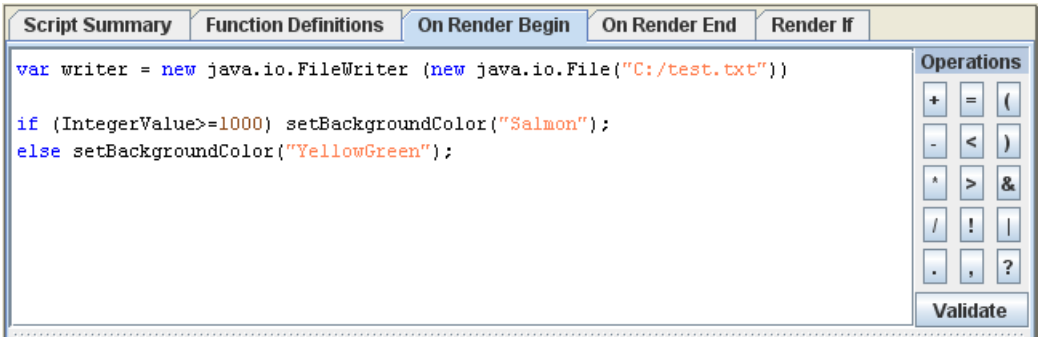 Script Summary Function Definitions On Render Begin On Render End Render If
var writer = new java.io.FileWriter (new java.io.File("C:/test.txt"))
if (IntegerValue>=1000) setBackgroundColor("Salmon");
else setBackgroundColor("YellowGreen");
Operations
+ = (
- < )
* > &
/ ! |
. , ?
Validate